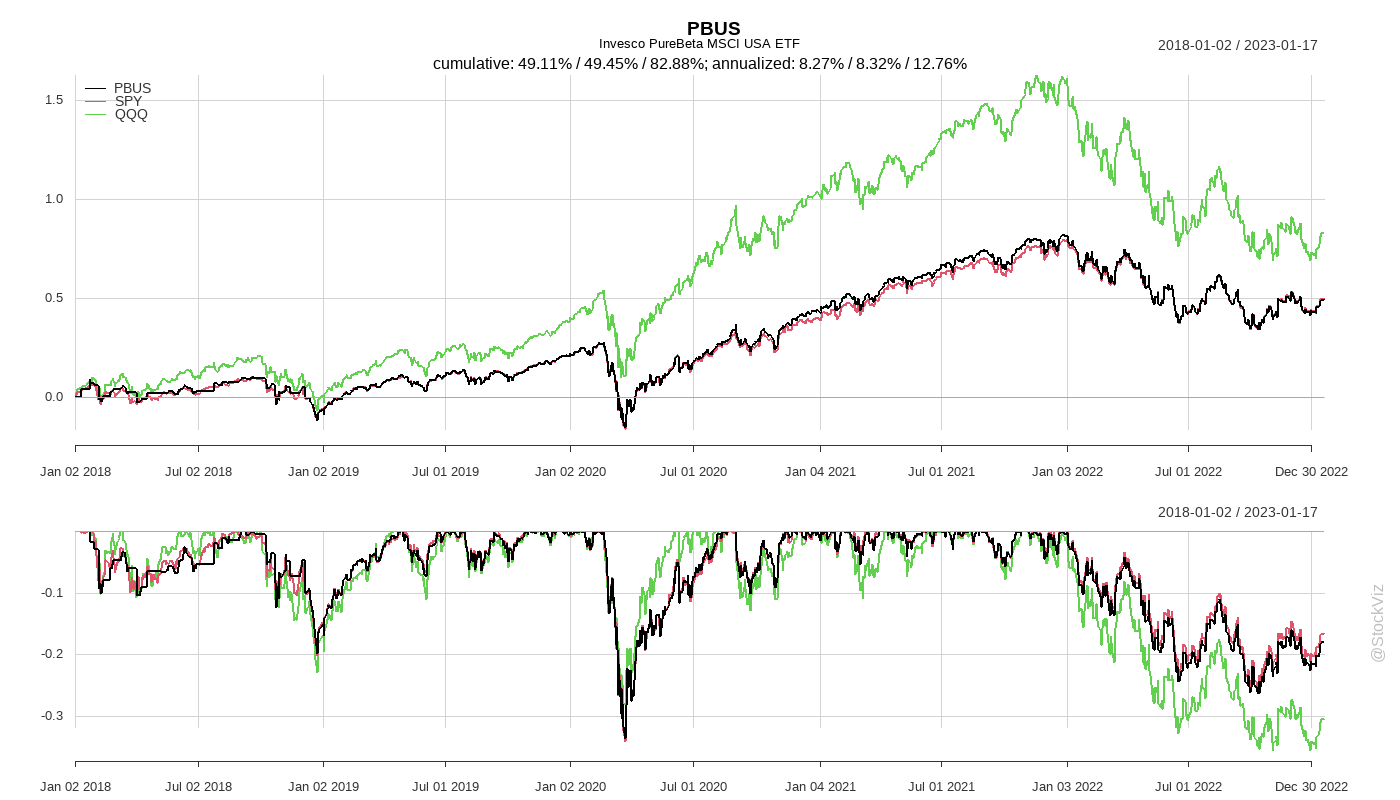 PBUS
Invesco PureBeta MSCI USA ETF
2018-01-02 / 2023-01-17
cumulative: 49.11% / 49.45% / 82.88%; annualized: 8.27% / 8.32% / 12.76%
PBUS
SPY
QQQ
1.5
1.0
0.5
0.0
Jan 02 2018 Jul 02 2018 Jan 02 2019 Jul 01 2019 Jan 02 2020 Jul 01 2020 Jan 04 2021 Jul 01 2021 Jan 03 2022 Jul 01 2022 Dec 30 2022
2018-01-02 / 2023-01-17
-0.1
-0.2
-0.3
Jan 02 2018 Jul 02 2018 Jan 02 2019 Jul 01 2019 Jan 02 2020 Jul 01 2020 Jan 04 2021 Jul 01 2021 Jan 03 2022 Jul 01 2022 Dec 30 2022
@StockViz